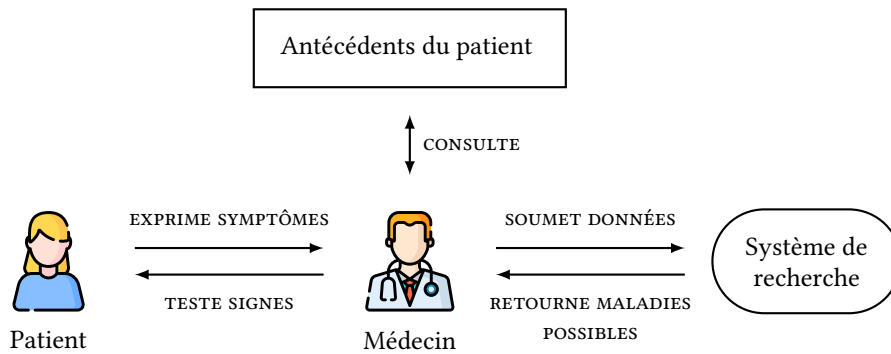 Antécédents du patient
CONSULTE
EXPRIME SYMPTÔMES
SOUMET DONNÉES
Système de
recherche
TESTE SIGNES
RETOURNE MALADIES
POSSIBLES
Patient
Médecin